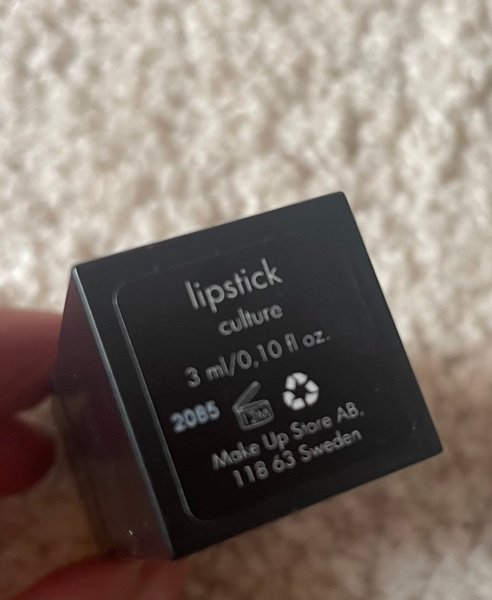 lipstick
culture
3 ml/0,10 fl oz.
2085
Make Up Store AB,
118 63 Sweden